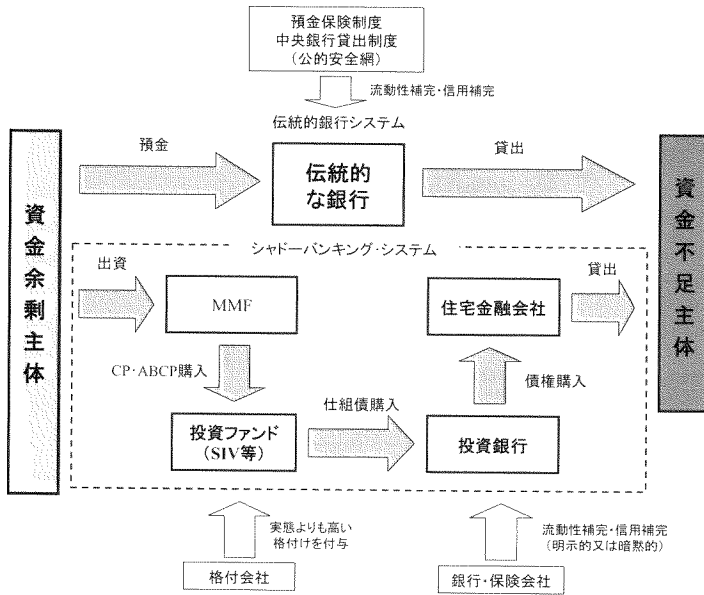 預金保険制度
中央銀行貸出制度
（公的安全網）
流動性補完・信用補完
伝統的銀行システム
預金
伝統的
な銀行
貸出
資金余剰主体
資金不足主体
シャドーバンキング・システム
出資
MMF
住宅金融会社
貸出
CP・ABCP購入
債権購入
仕組債購入
投資ファンド
（SIV等）
投資銀行
実態よりも高い
格付けを付与
流動性補完・信用補完
（明示的又は暗黙的）
格付会社
銀行・保険会社